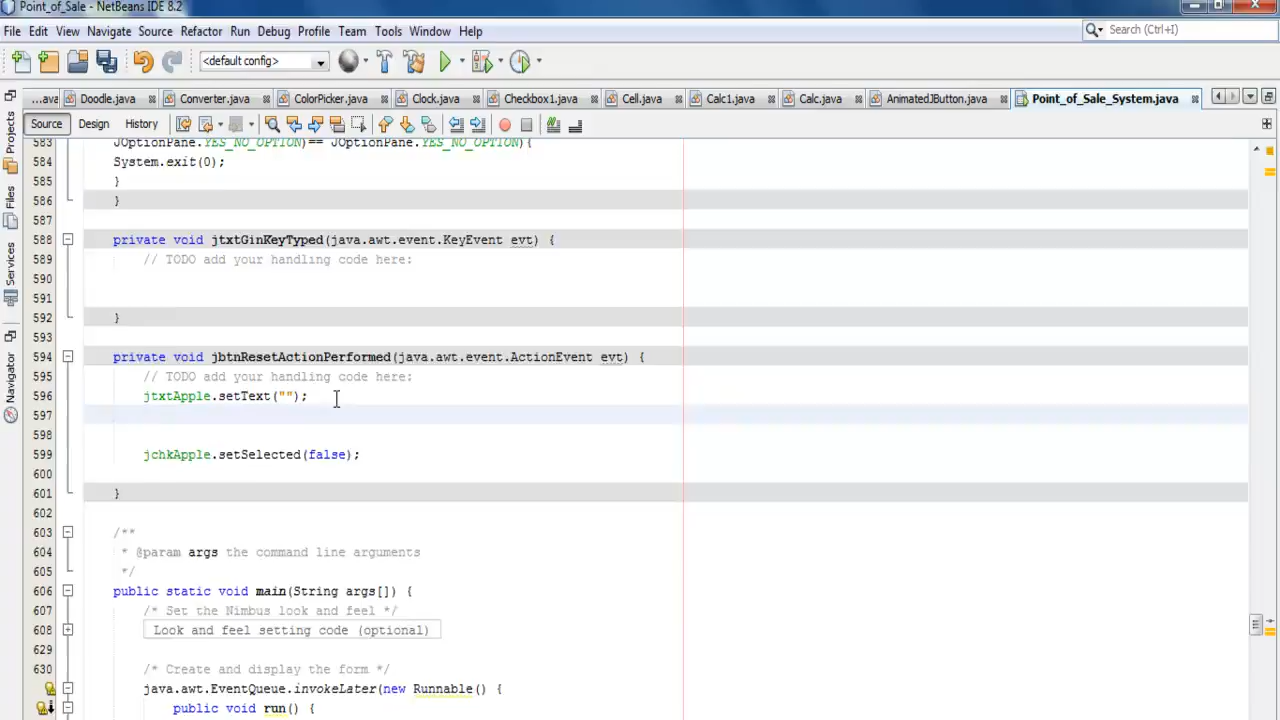 Point_of_Sale - NetBeans IDE 8.2
File Edit View Navigate Source Refactor Run Debug Profile Team Tools Window Help
Search (Ctrl+I)
<default config>
...ava Doodle.java Converter.java ColorPicker.java Clock.java Checkbox1.java Cell.java Calc1.java Calc.java AnimatedJButton.java Point_of_Sale_System.java
Source Design History
Projects
Files
Services
Navigator
583 JOptionPane.YES_NO_OPTION)== JOptionPane.YES_NO_OPTION){
584 System.exit(0);
585 }
586 }
587
588 private void jtxtGinKeyTyped(java.awt.event.KeyEvent evt) {
589 // TODO add your handling code here:
590
591
592 }
593
594 private void jbtnResetActionPerformed(java.awt.event.ActionEvent evt) {
595 // TODO add your handling code here:
596 jtxtApple.setText("");
597
598
599 jchkApple.setSelected(false);
600
601 }
602
603 /**
604 * @param args the command line arguments
605 */
606 public static void main(String args[]) {
607 /* Set the Nimbus look and feel */
608 Look and feel setting code (optional)
629
630 /* Create and display the form */
java.awt.EventQueue.invokeLater(new Runnable() {
public void run() {